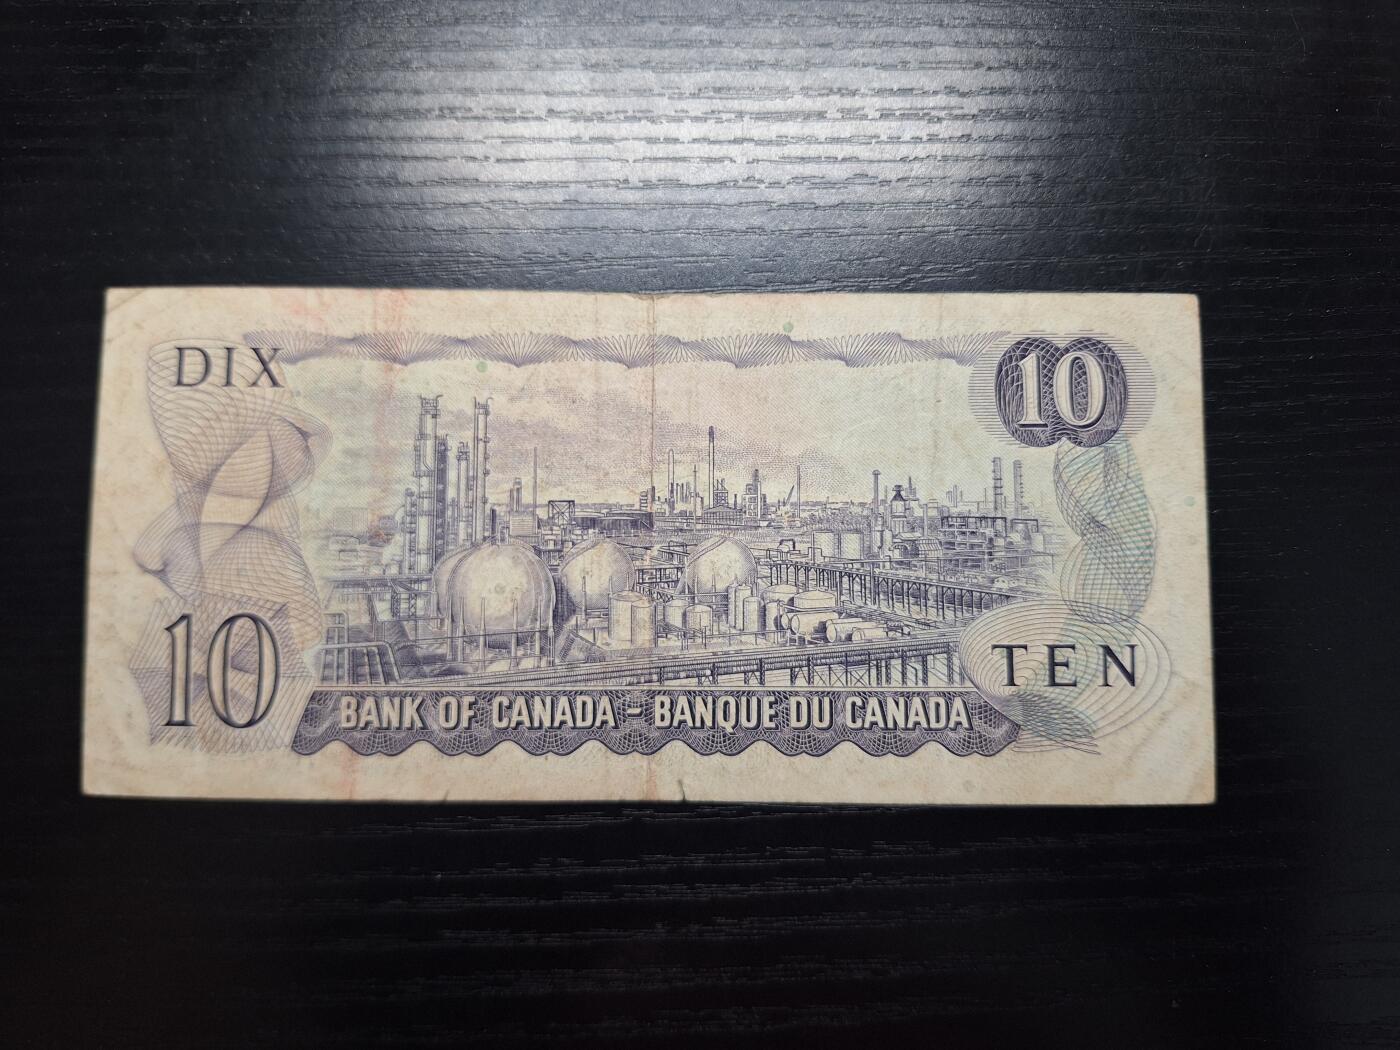 DIX
10
10
TEN
BANK OF CANADA – BANQUE DU CANADA